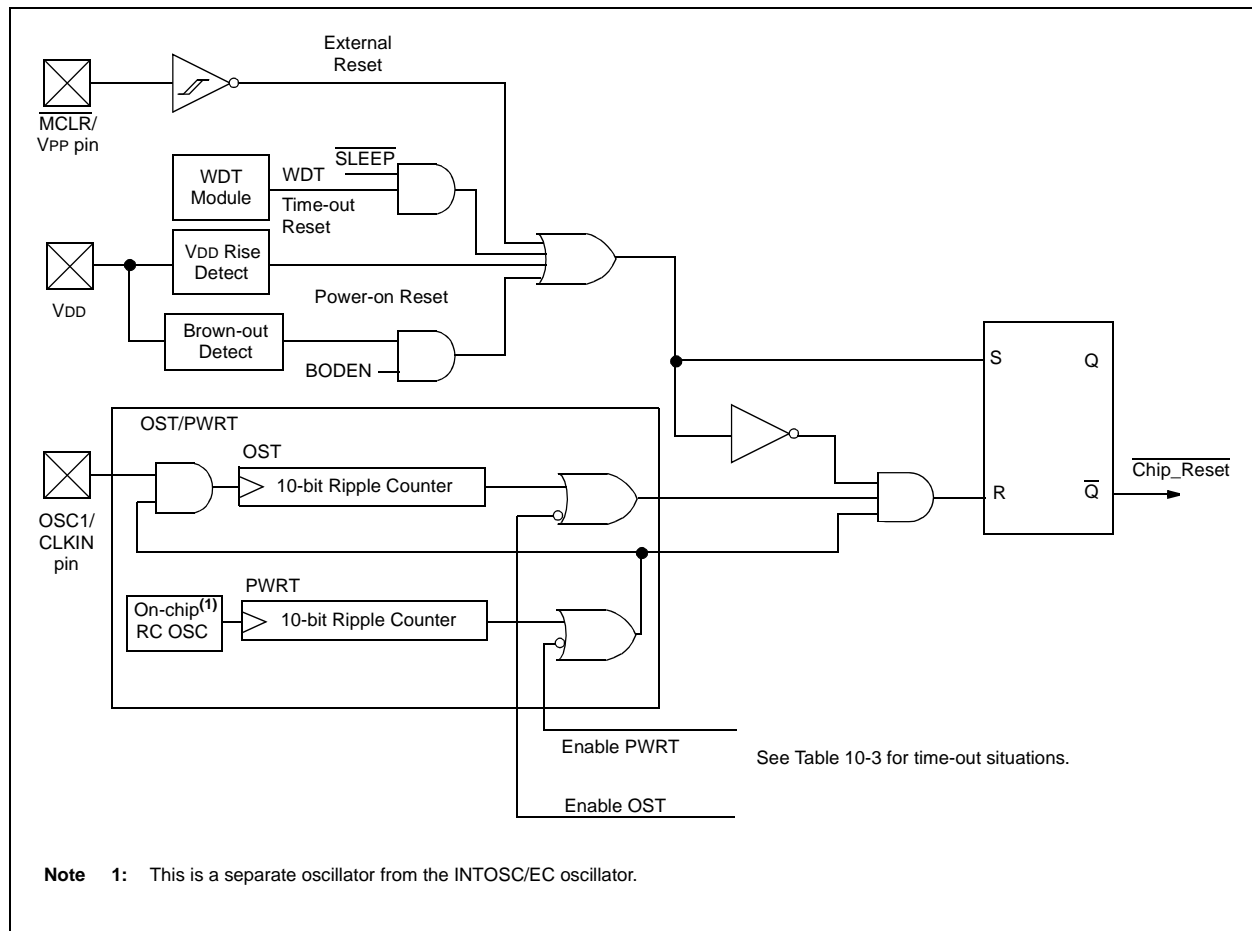 External
Reset
MCLR/
VPP pin
SLEEP
WDT
Module
WDT
Time-out
Reset
VDD Rise
Detect
VDD
Power-on Reset
Brown-out
Detect
BODEN
S
Q
OST/PWRT
OST
10-bit Ripple Counter
OSC1/
CLKIN
pin
R
Q
Chip_Reset
PWRT
On-chip(1)
RC OSC
10-bit Ripple Counter
Enable PWRT
See Table 10-3 for time-out situations.
Enable OST
Note 1: This is a separate oscillator from the INTOSC/EC oscillator.